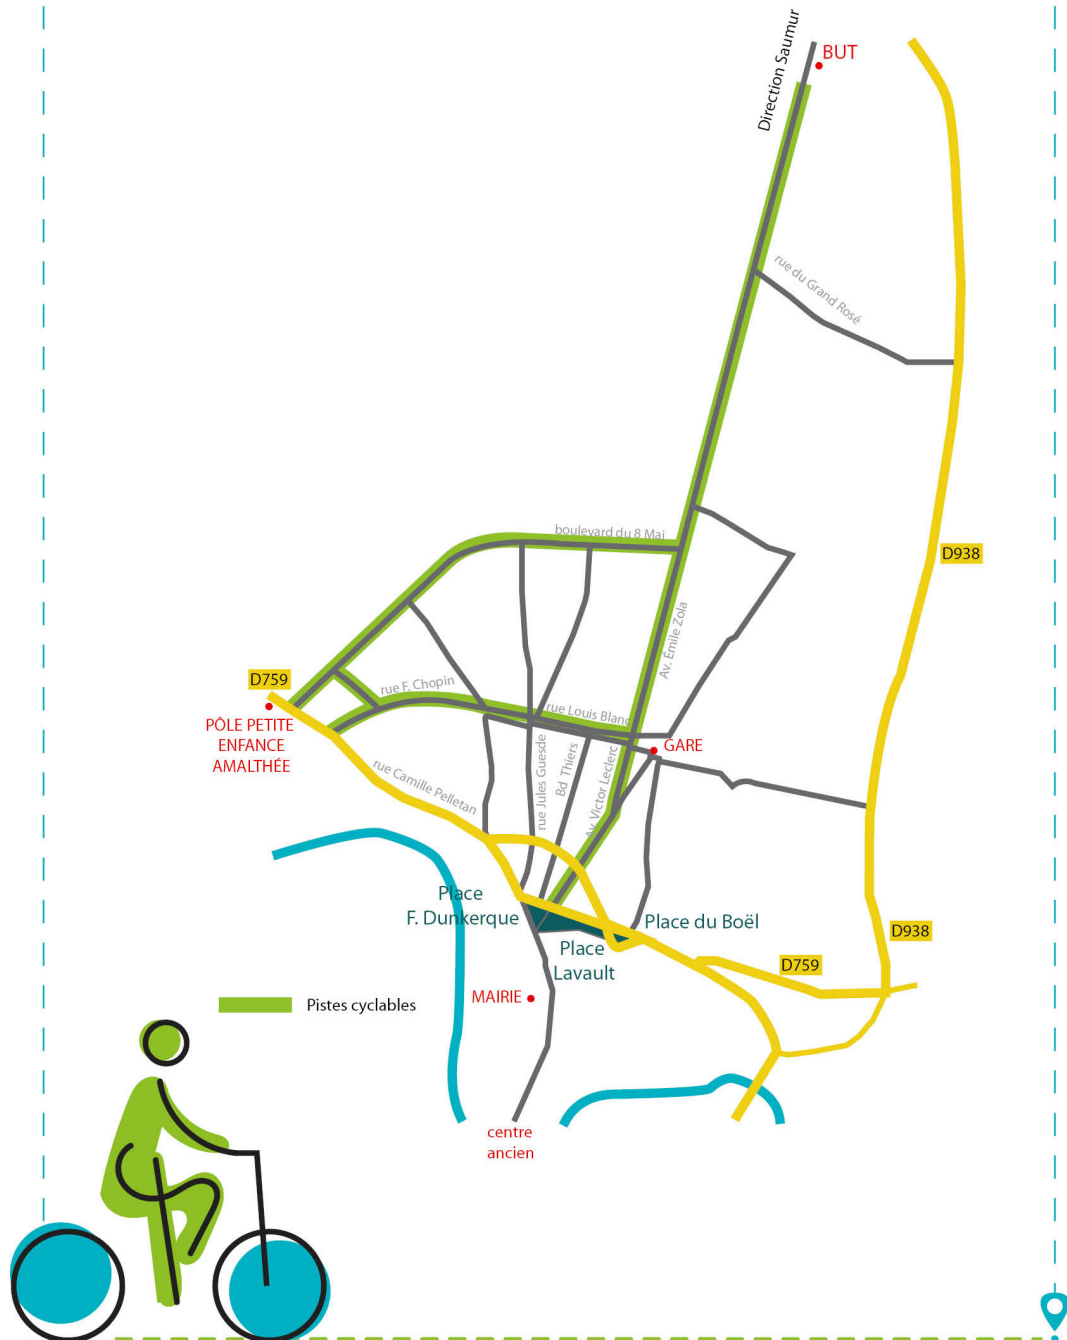 BUT
Direction Saumur
rue du Grand Rosé
boulevard du 8 Mai
D938
Av. Émile Zola
D759
rue F. Chopin
PÔLE PETITE
ENFANCE
AMALTHÉE
rue Louis Blanc
GARE
rue Camille Pelletan
rue Jules Guesde
Bd Thiers
Av. Victor Leclerc
Place
F. Dunkerque
Place du Boël
D938
Place
Lavault
D759
MAIRIE
Pistes cyclables
centre
ancien